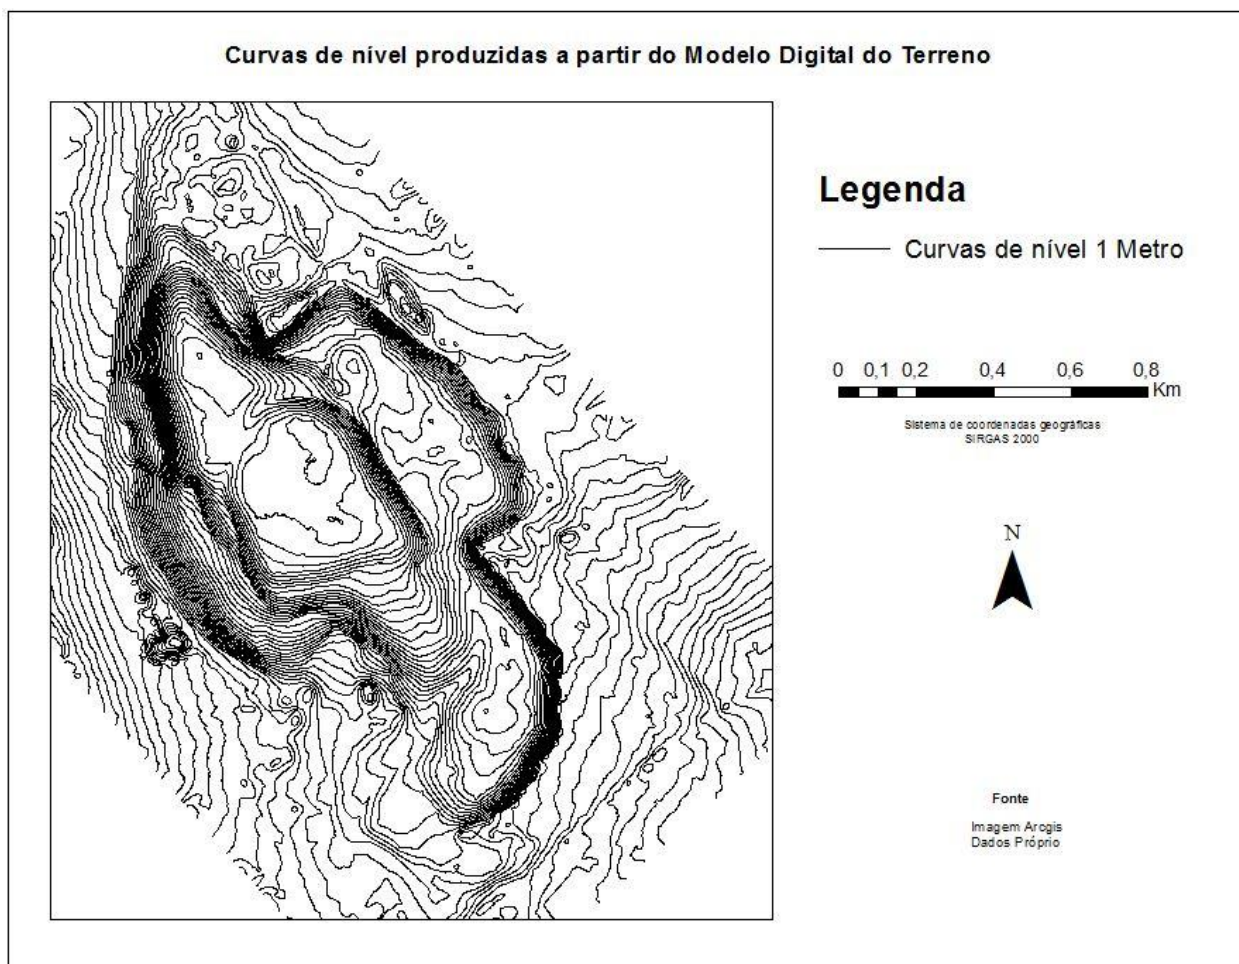 Curvas de nível produzidas a partir do Modelo Digital do Terreno
Legenda
Curvas de nível 1 Metro
0 0,1 0,2 0,4 0,6 0,8
Km
Sistema de coordenadas geográficas
SIRGAS 2000
N
Fonte
Imagem Arcgis
Dados Próprio